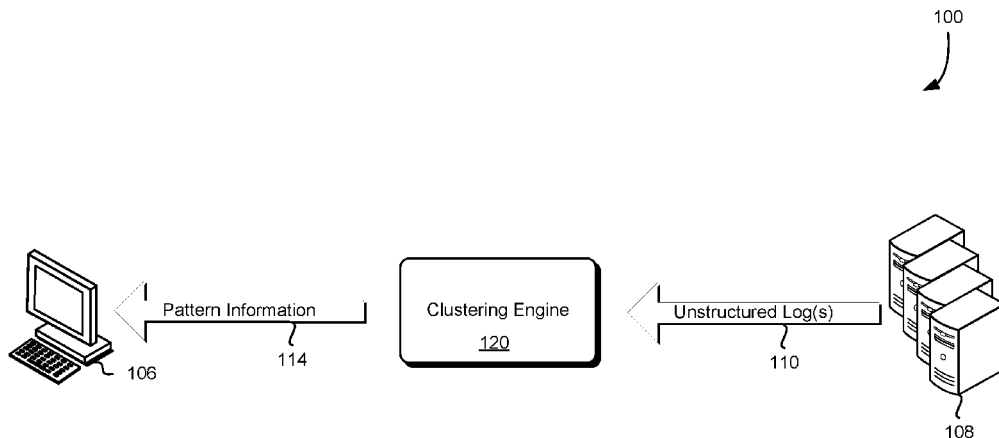 100
Pattern Information
Clustering Engine
Unstructured Log(s)
120
114
110
106
108